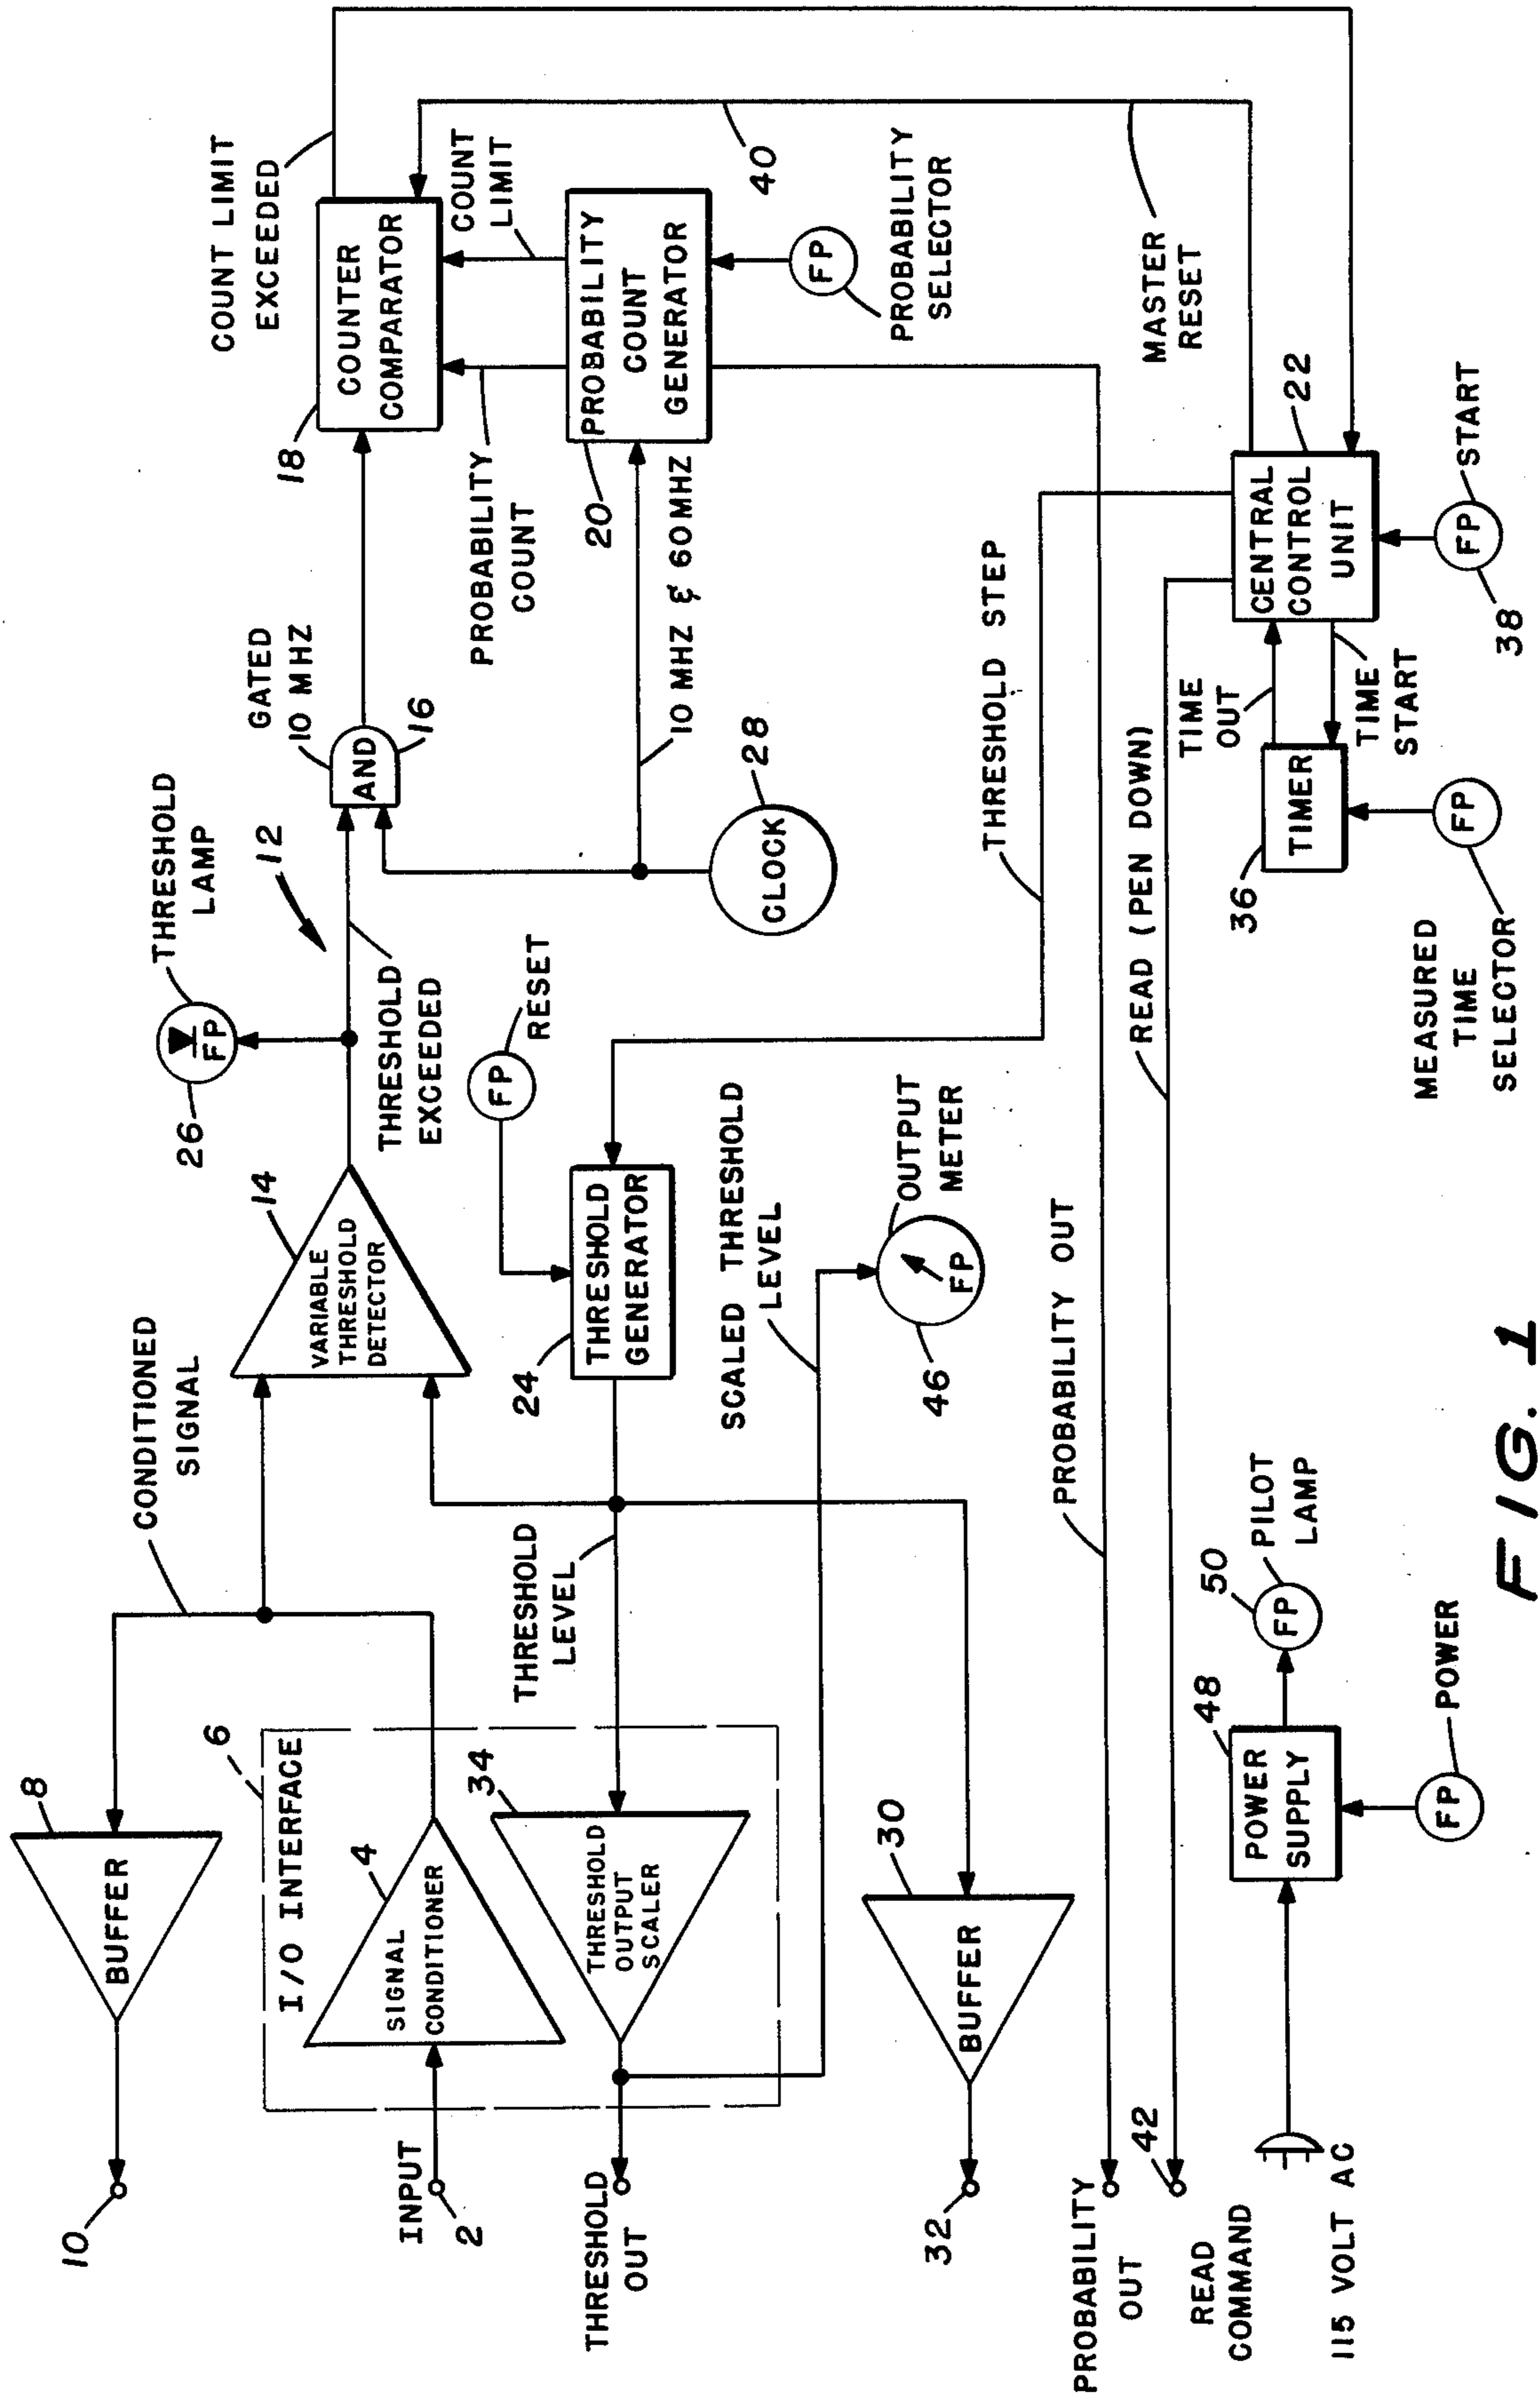 10
8
BUFFER
CONDITIONED
SIGNAL
26
FP
THRESHOLD
LAMP
12
COUNT LIMIT
EXCEEDED
6
I/O INTERFACE
INPUT
2
SIGNAL
CONDITIONER
4
VARIABLE
THRESHOLD
DETECTOR
14
THRESHOLD
EXCEEDED
GATED
10 MHZ
AND
16
18
COUNTER
COMPARATOR
PROBABILITY
COUNT
COUNT
LIMIT
THRESHOLD
OUT
THRESHOLD
OUTPUT
SCALER
34
THRESHOLD
LEVEL
24
THRESHOLD
GENERATOR
FP
RESET
20
PROBABILITY
COUNT
GENERATOR
10 MHZ & 60MHZ
CLOCK
28
FP
PROBABILITY
SELECTOR
40
SCALED THRESHOLD
LEVEL
46
FP
OUTPUT
METER
32
BUFFER
30
THRESHOLD STEP
MASTER
RESET
PROBABILITY
OUT
PROBABILITY OUT
READ
COMMAND
42
READ (PEN DOWN)
TIME
OUT
TIME
START
36
TIMER
CENTRAL
CONTROL
UNIT
22
115 VOLT AC
POWER
SUPPLY
48
50
FP
PILOT
LAMP
FP
POWER
MEASURED
TIME
SELECTOR
FP
38
FP
START
FIG. 1